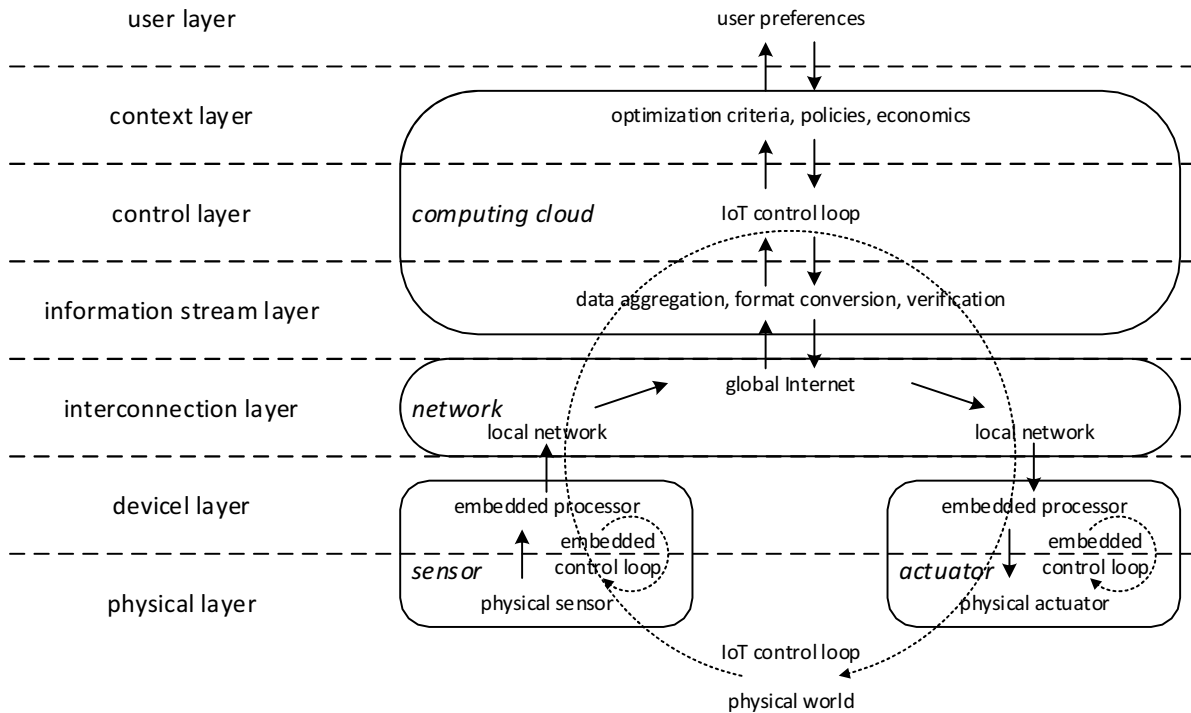 user layer
user preferences
context layer
optimization criteria, policies, economics
control layer
computing cloud
IoT control loop
information stream layer
data aggregation, format conversion, verification
global Internet
interconnection layer
network
local network
local network
devicel layer
embedded processor
embedded processor
embedded
control loop
embedded
control loop
sensor
actuator
physical layer
physical sensor
physical actuator
IoT control loop
physical world